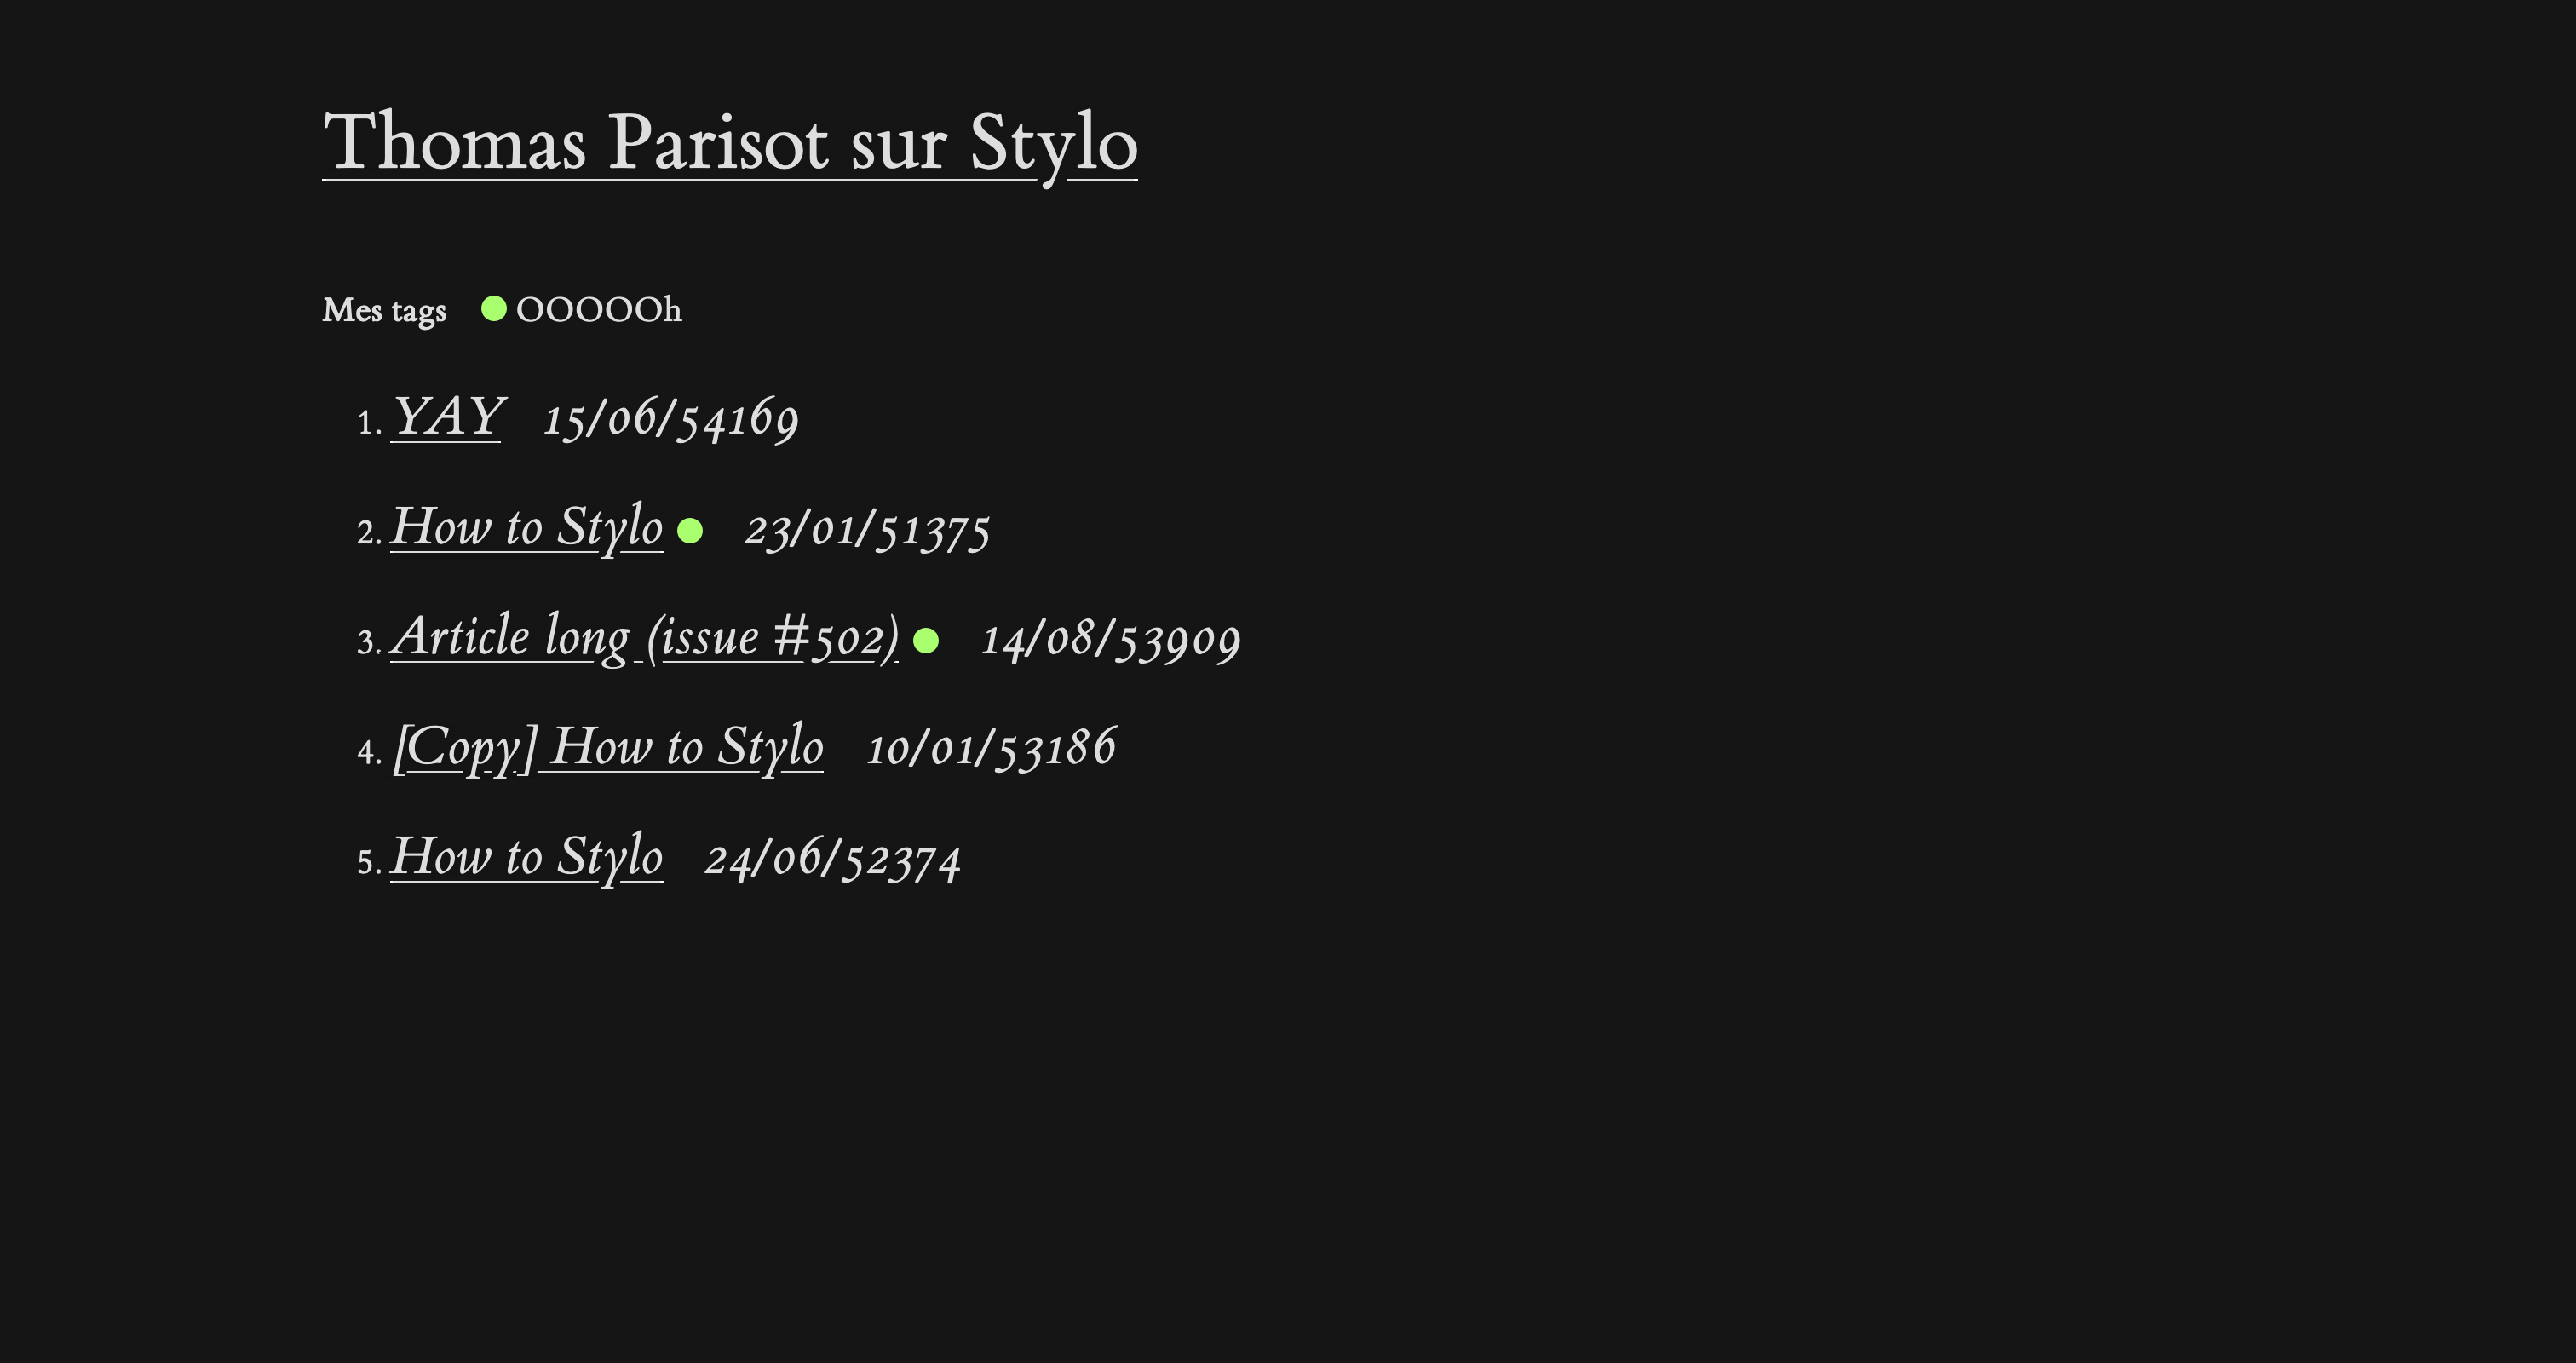 Thomas Parisot sur Stylo
Mes tags OOOOOh
1. YAY 15/06/54169
2. How to Stylo 23/01/51375
3. Article long (issue #502) 14/08/53909
4. [Copy] How to Stylo 10/01/53186
5. How to Stylo 24/06/52374